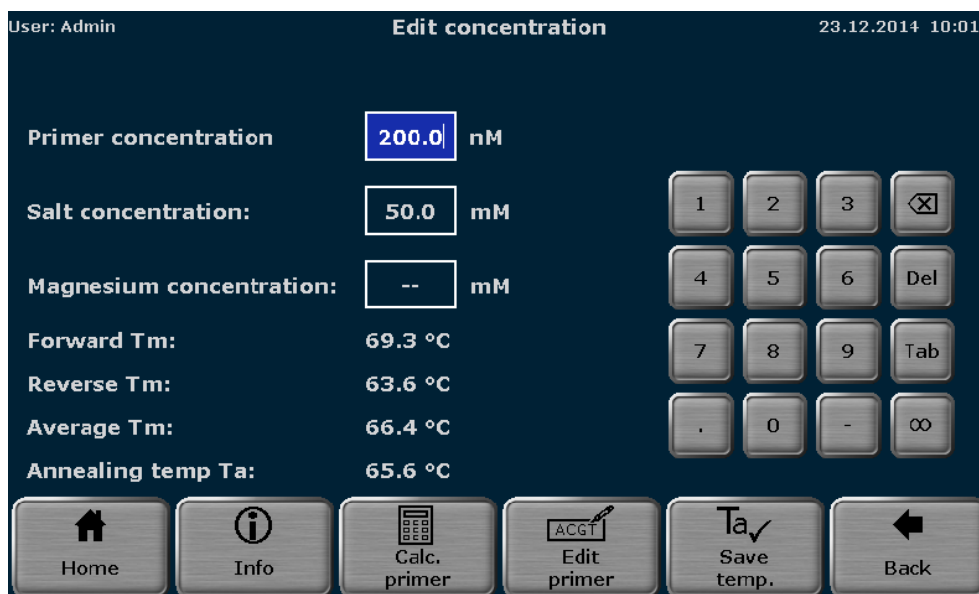 User: Admin Edit concentration 23.12.2014 10:01
Primer concentration 200.0 nM
Salt concentration: 50.0 mM
Magnesium concentration: -- mM
Forward Tm: 69.3 °C
Reverse Tm: 63.6 °C
Average Tm: 66.4 °C
Annealing temp Ta: 65.6 °C
1 2 3
4 5 6 Del
7 8 9 Tab
. 0 - ∞
Home
Info
Calc.
primer
ACGT
Edit
primer
Ta
Save
temp.
Back